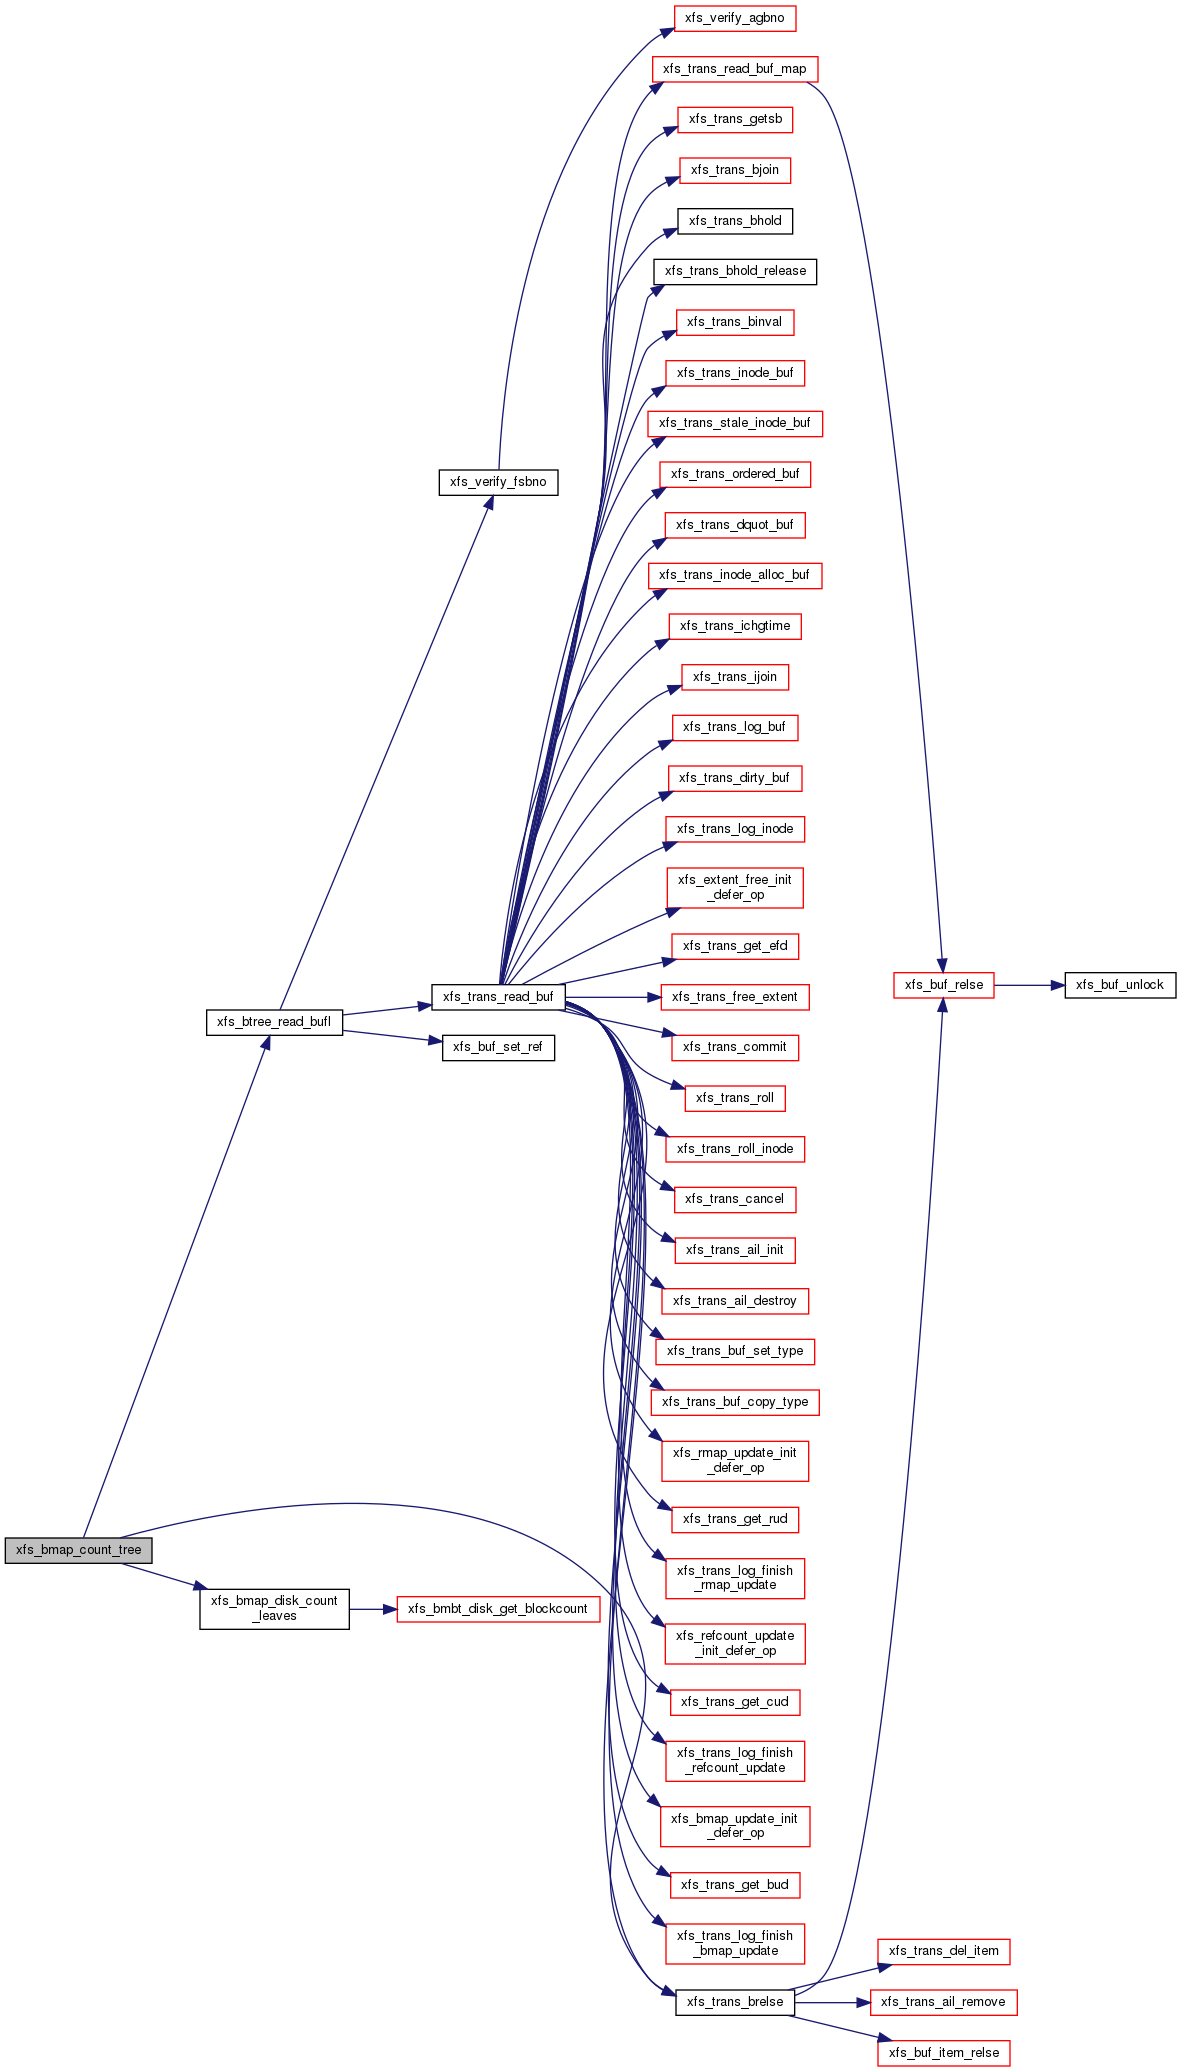 xfs_verify_agbno
xfs_trans_read_buf_map
xfs_trans_getsb
xfs_trans_bjoin
xfs_trans_bhold
xfs_trans_bhold_release
xfs_trans_binval
xfs_trans_inode_buf
xfs_trans_stale_inode_buf
xfs_trans_ordered_buf
xfs_verify_fsbno
xfs_trans_dquot_buf
xfs_trans_inode_alloc_buf
xfs_trans_ichgtime
xfs_trans_ijoin
xfs_trans_log_buf
xfs_trans_dirty_buf
xfs_trans_log_inode
xfs_extent_free_init
_defer_op
xfs_trans_get_efd
xfs_buf_relse
xfs_buf_unlock
xfs_trans_read_buf
xfs_trans_free_extent
xfs_btree_read_bufl
xfs_buf_set_ref
xfs_trans_commit
xfs_trans_roll
xfs_trans_roll_inode
xfs_trans_cancel
xfs_trans_ail_init
xfs_trans_ail_destroy
xfs_trans_buf_set_type
xfs_trans_buf_copy_type
xfs_rmap_update_init
_defer_op
xfs_trans_get_rud
xfs_bmap_count_tree
xfs_trans_log_finish
_rmap_update
xfs_bmap_disk_count
_leaves
xfs_bmbt_disk_get_blockcount
xfs_refcount_update
_init_defer_op
xfs_trans_get_cud
xfs_trans_log_finish
_refcount_update
xfs_bmap_update_init
_defer_op
xfs_trans_get_bud
xfs_trans_log_finish
_bmap_update
xfs_trans_del_item
xfs_trans_brelse
xfs_trans_ail_remove
xfs_buf_item_relse